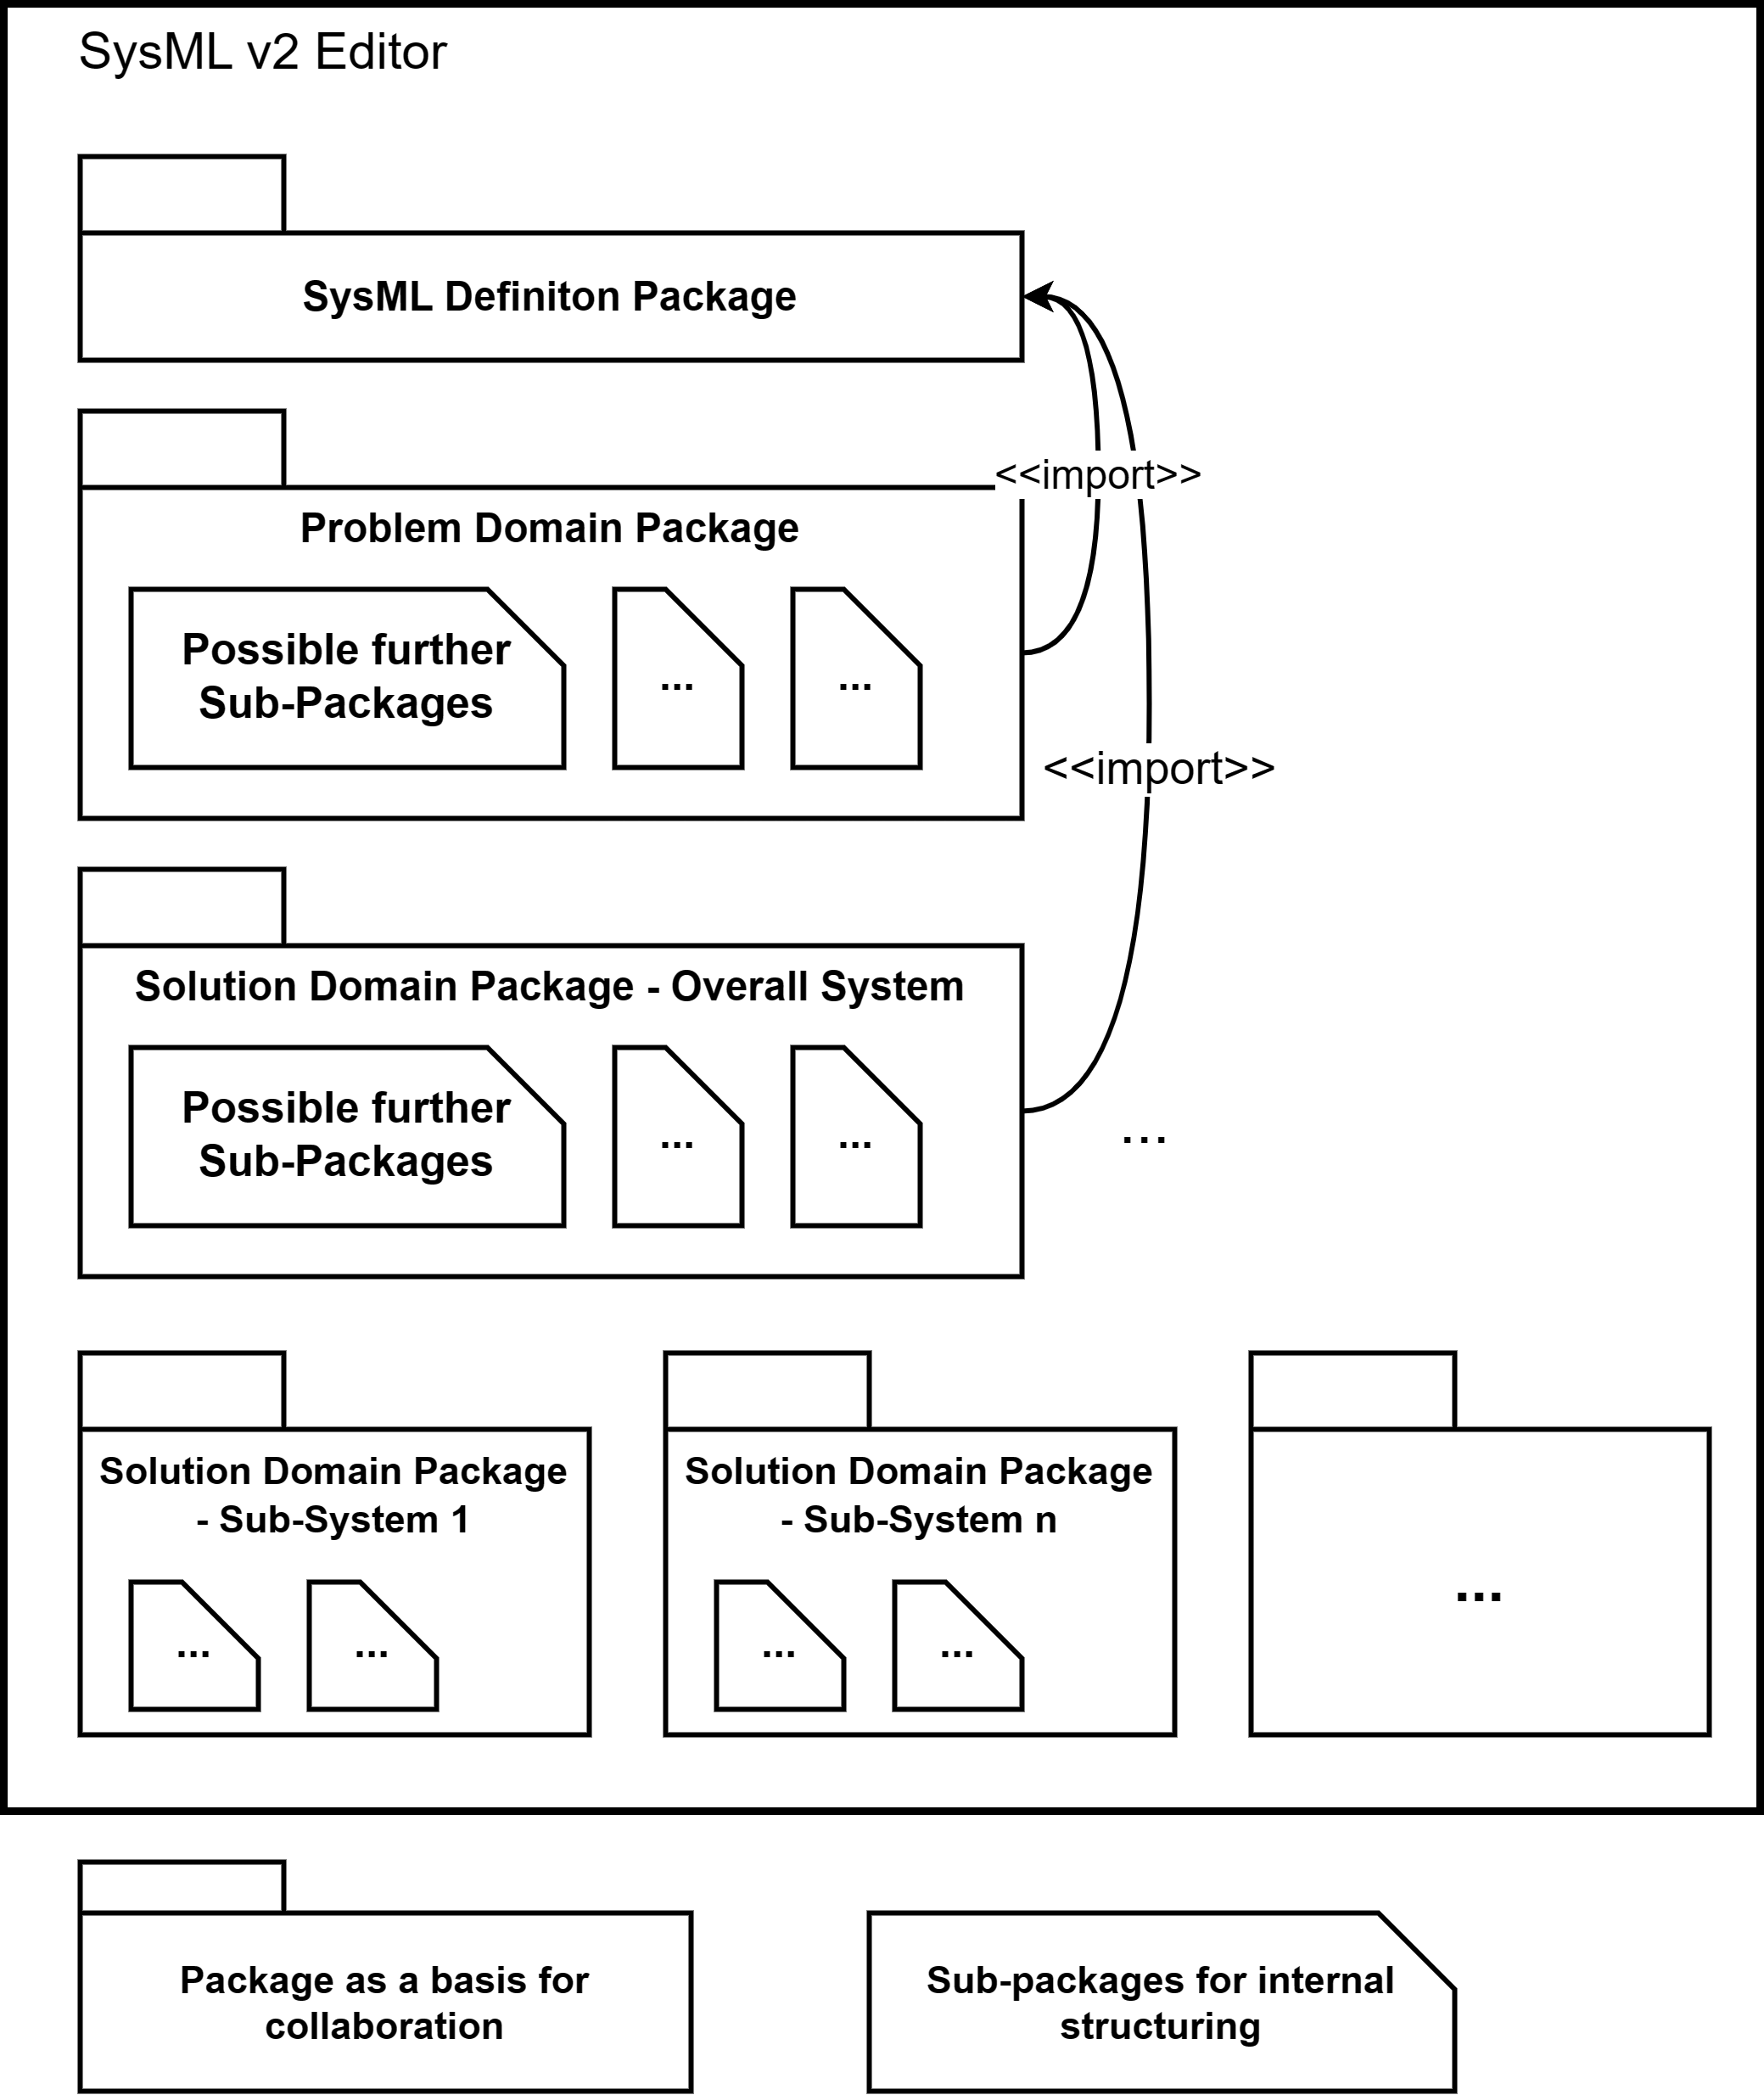 SysML v2 Editor
SysML Definiton Package
<<import>>
Problem Domain Package
Possible further
Sub-Packages
...
...
<<import>>
Solution Domain Package - Overall System
Possible further
Sub-Packages
...
...
...
Solution Domain Package
- Sub-System 1
...
...
Solution Domain Package
- Sub-System n
...
...
...
Package as a basis for
collaboration
Sub-packages for internal
structuring